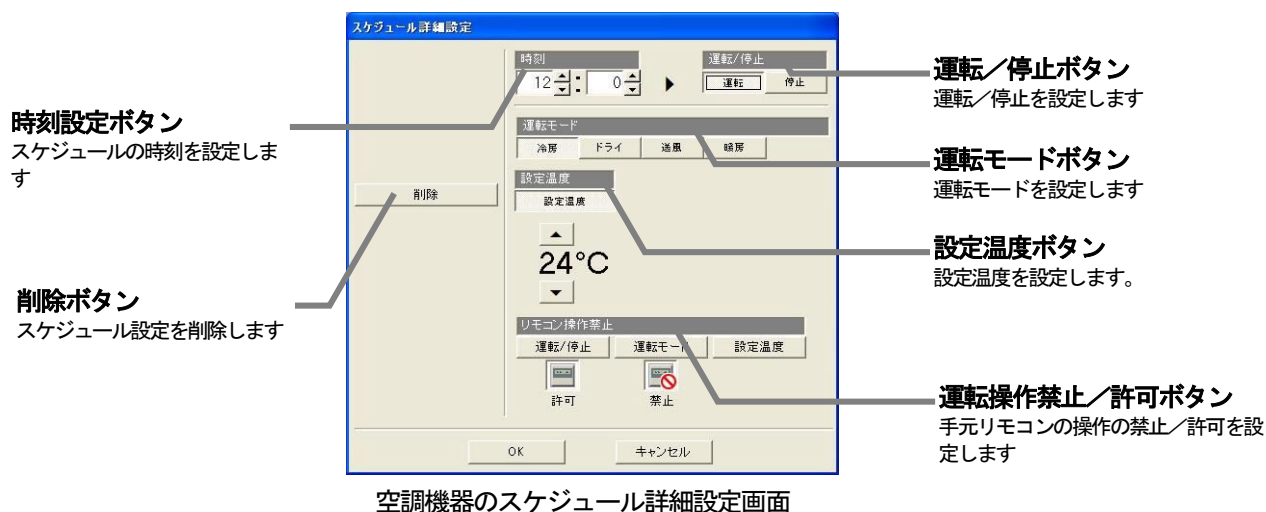 スケジュール詳細設定
時刻
運転/停止
12 : 0
運転
停止
運転モード
冷房
ドライ
送風
暖房
設定温度
設定温度
24°C
削除
リモコン操作禁止
運転/停止
運転モード
設定温度
許可
禁止
OK
キャンセル
時刻設定ボタン
スケジュールの時刻を設定しま
す
削除ボタン
スケジュール設定を削除します
運転／停止ボタン
運転／停止を設定します
運転モードボタン
運転モードを設定します
設定温度ボタン
設定温度を設定します。
運転操作禁止／許可ボタン
手元リモコンの操作の禁止／許可を設
定します
空調機器のスケジュール詳細設定画面